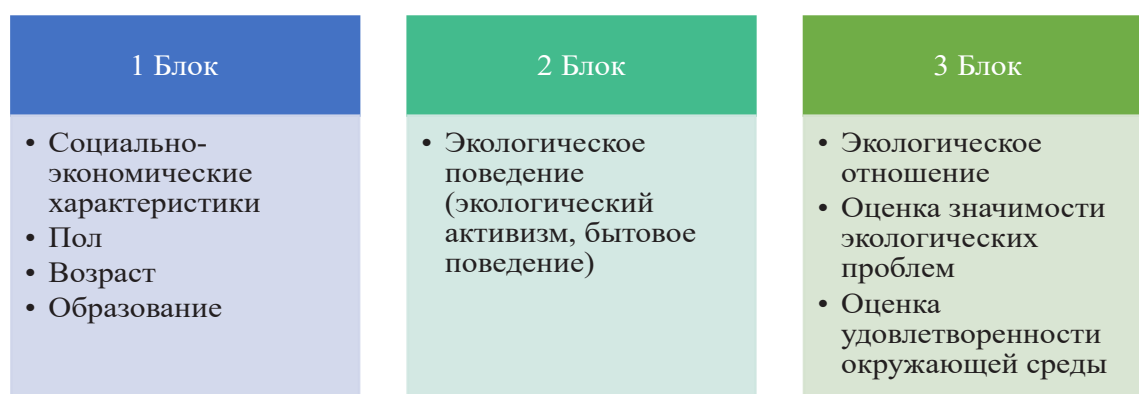 1 Блок
• Социально-
экономические
характеристики
• Пол
• Возраст
• Образование
2 Блок
• Экологическое
поведение
(экологический
активизм, бытовое
поведение)
3 Блок
• Экологическое
отношение
• Оценка значимости
экологических
проблем
• Оценка
удовлетворенности
окружающей среды